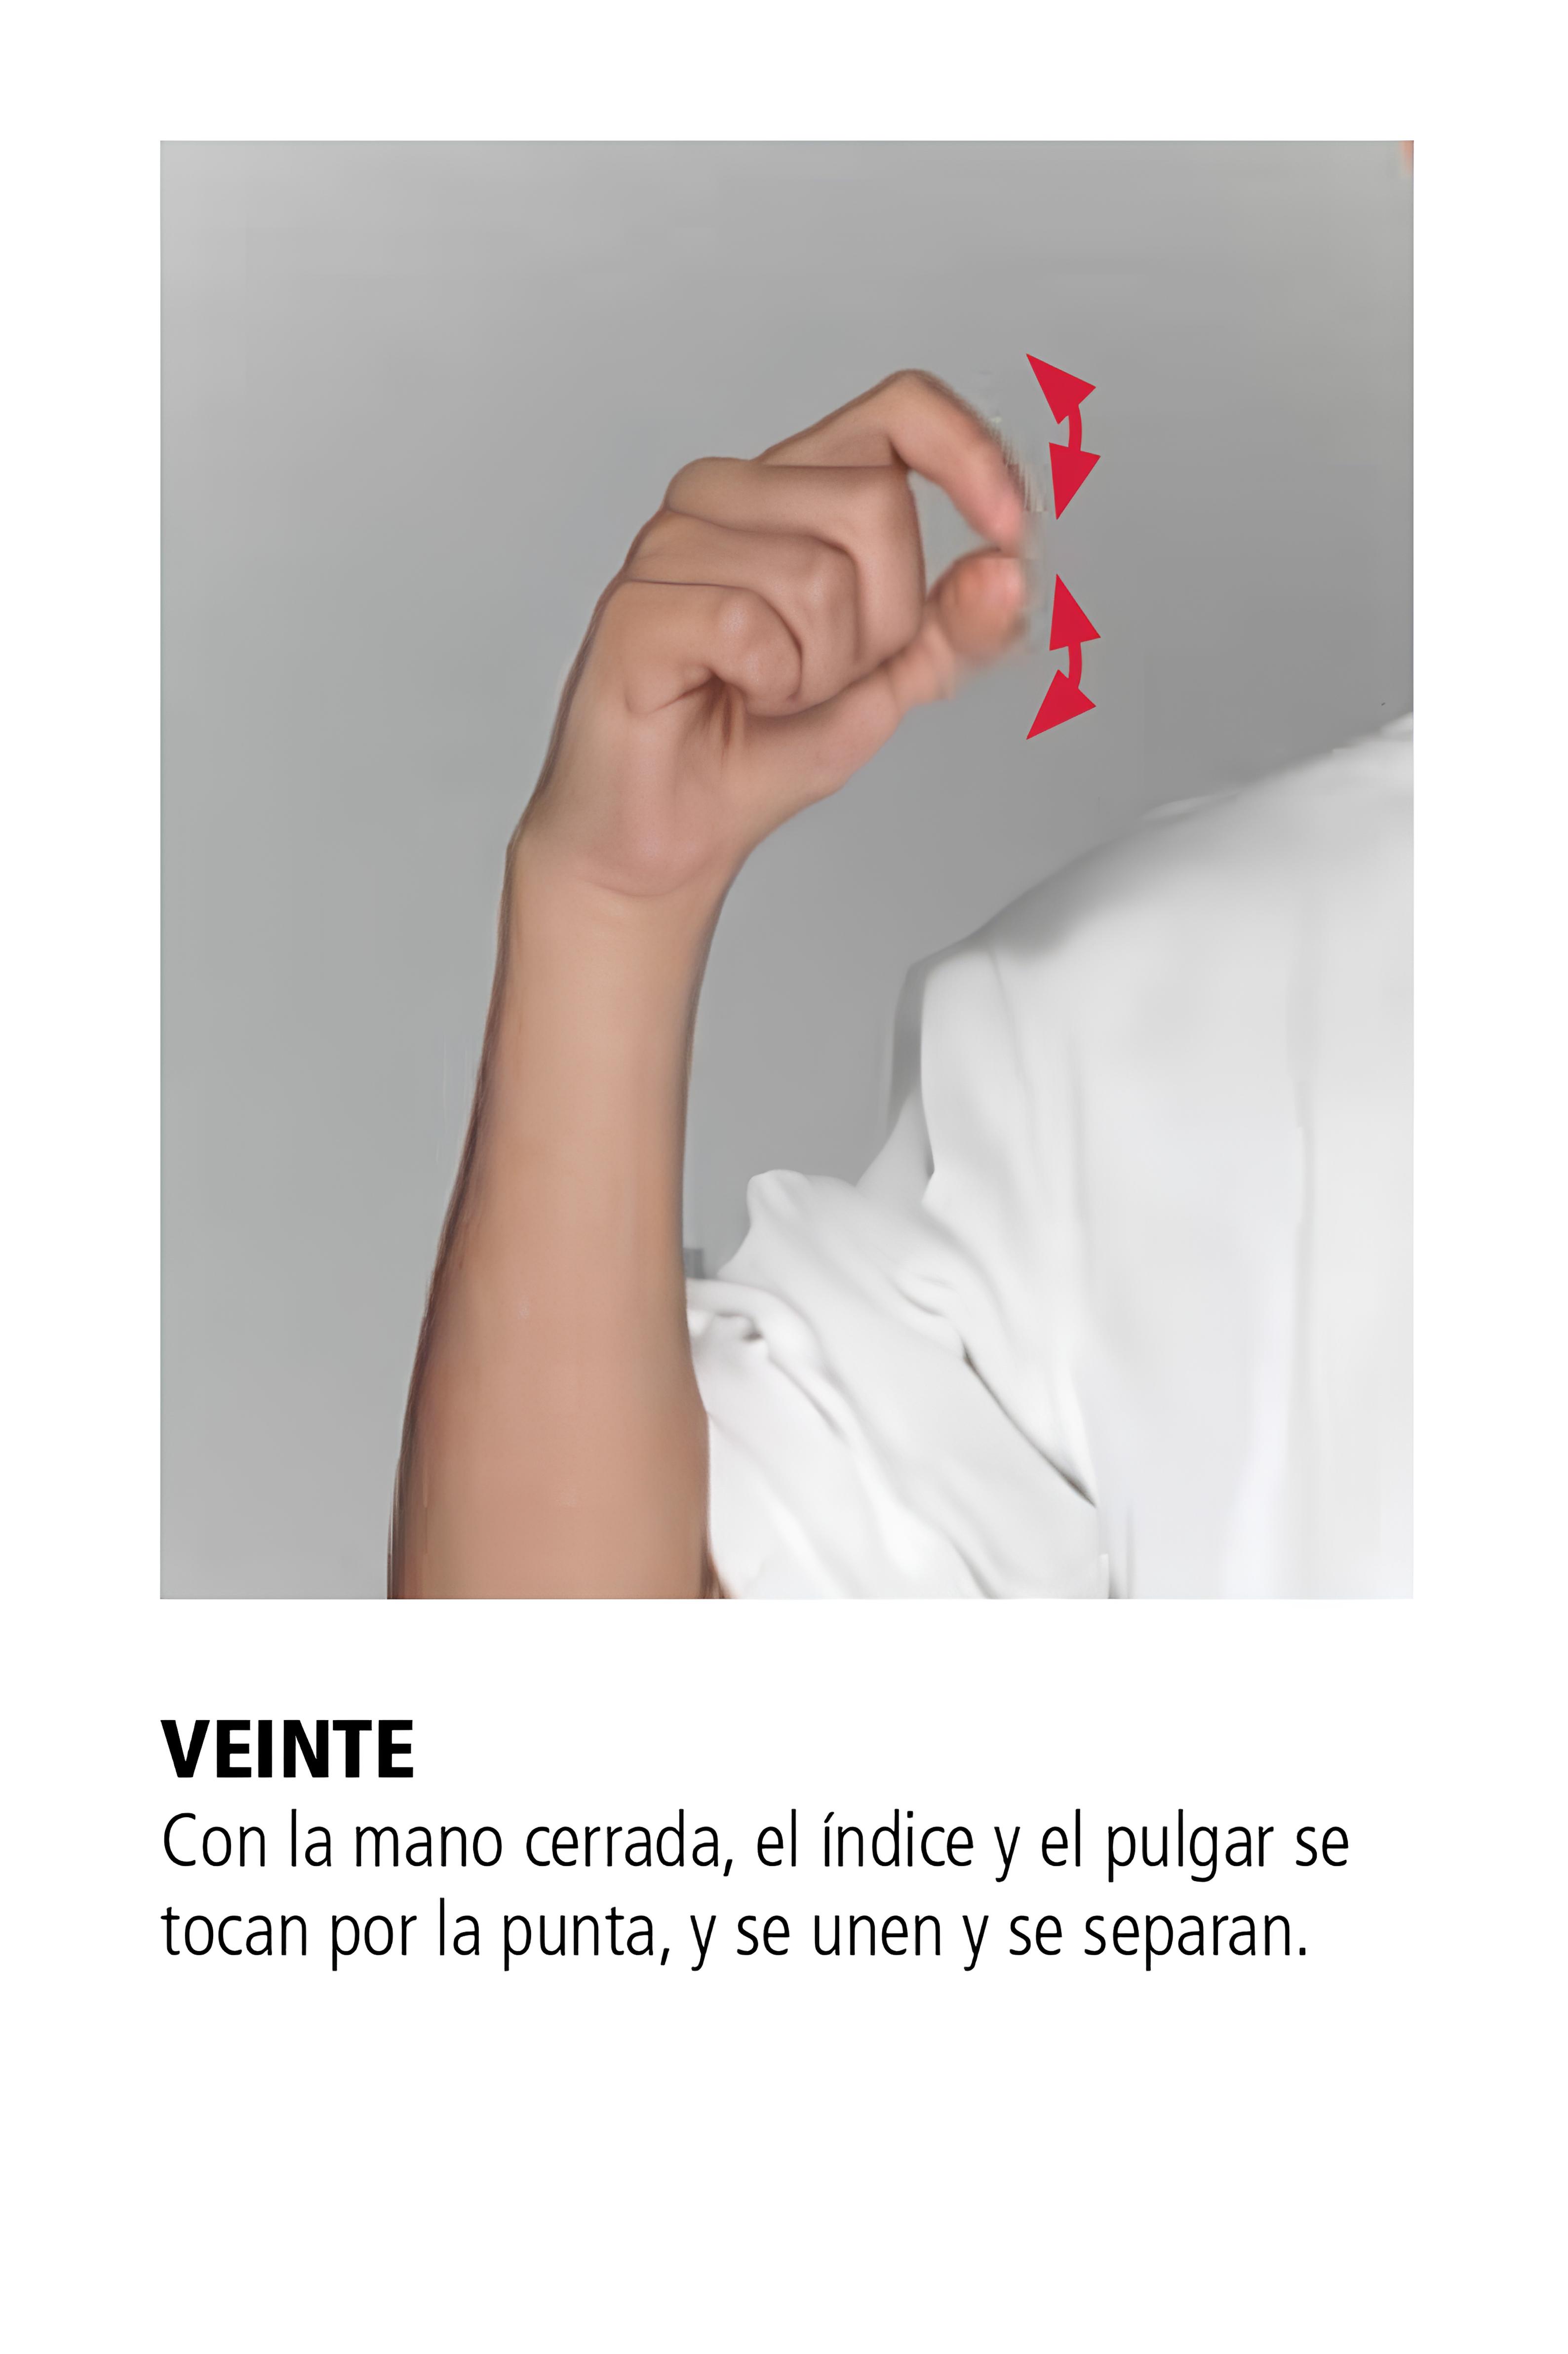 VEINTE
Con la mano cerrada, el índice y el pulgar se
tocan por la punta, y se unen y se separan.